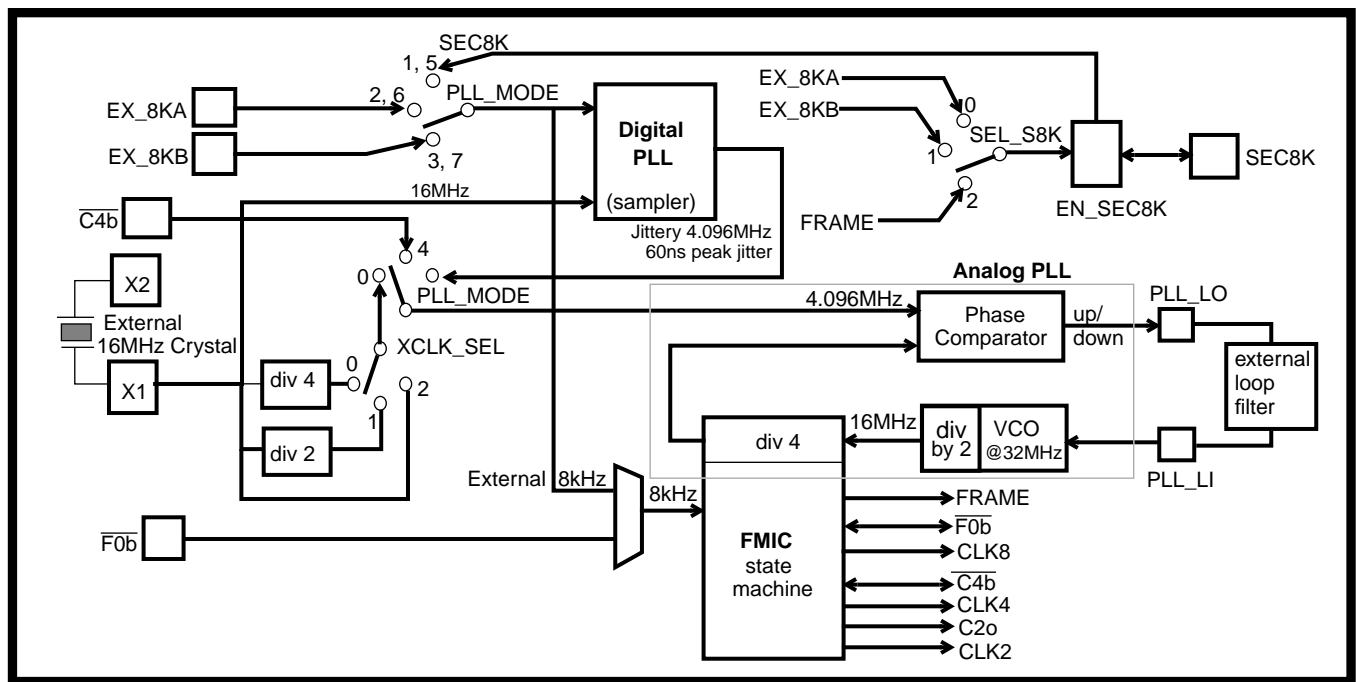 SEC8K
1, 5
EX_8KA
2, 6
PLL_MODE
EX_8KB
3, 7
Digital
PLL
(sampler)
16MHz
Jittery 4.096MHz
60ns peak jitter
EX_8KA
0
EX_8KB
SEL_S8K
1
2
FRAME
EN_SEC8K
SEC8K
C4b
4
0
PLL_MODE
X2
External
16MHz Crystal
X1
XCLK_SEL
div 4
0
2
1
div 2
Analog PLL
4.096MHz
Phase
Comparator
up/
down
PLL_LO
external
loop
filter
PLL_LI
div 4
16MHz
div
by 2
VCO
@32MHz
External 8kHz
8kHz
F0b
FMIC
state
machine
FRAME
F0b
CLK8
C4b
CLK4
C2o
CLK2